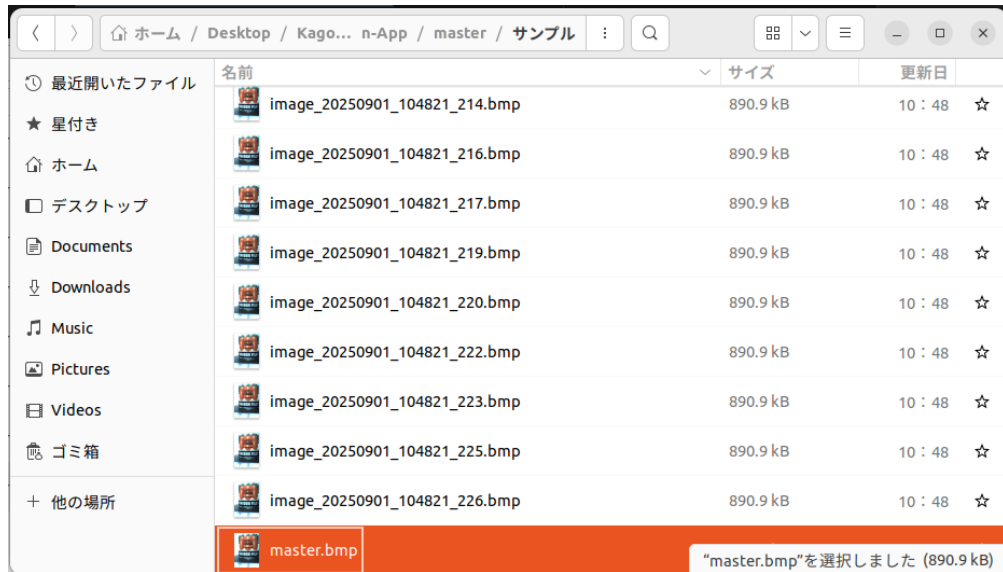 ホーム / Desktop / Kago... n-App / master / サンプル
最近開いたファイル
星付き
ホーム
デスクトップ
Documents
Downloads
Music
Pictures
Videos
ゴミ箱
+ 他の場所
名前 サイズ 更新日
image_20250901_104821_214.bmp 890.9 kB 10：48
image_20250901_104821_216.bmp 890.9 kB 10：48
image_20250901_104821_217.bmp 890.9 kB 10：48
image_20250901_104821_219.bmp 890.9 kB 10：48
image_20250901_104821_220.bmp 890.9 kB 10：48
image_20250901_104821_222.bmp 890.9 kB 10：48
image_20250901_104821_223.bmp 890.9 kB 10：48
image_20250901_104821_225.bmp 890.9 kB 10：48
image_20250901_104821_226.bmp 890.9 kB 10：48
master.bmp
“master.bmp”を選択しました (890.9 kB)